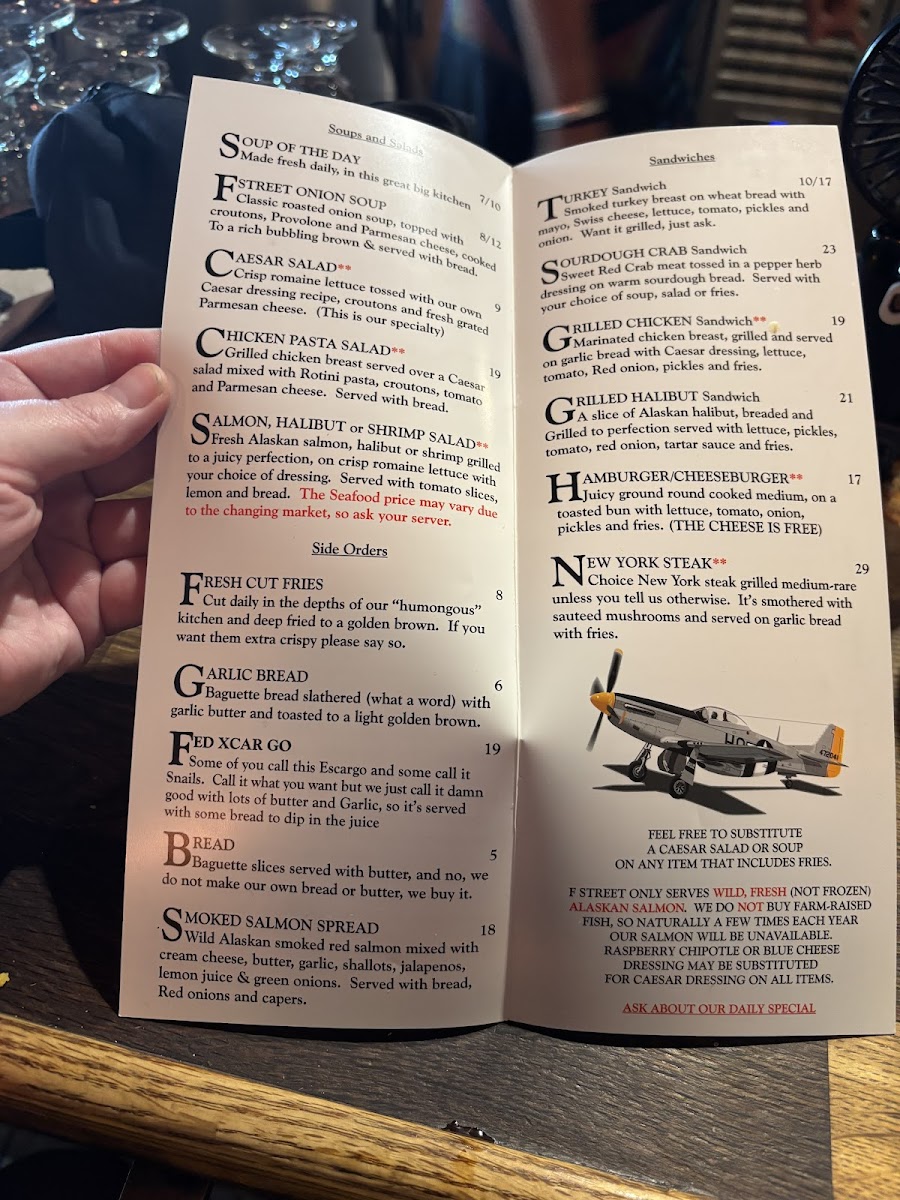 Soups and Salads
SOUP OF THE DAY
Made fresh daily, in this great big kitchen 7/10
F STREET ONION SOUP
Classic roasted onion soup, topped with 8/12
croutons, Provolone and Parmesan cheese, cooked
To a rich bubbling brown & served with bread.
CAESAR SALAD**
Crisp romaine lettuce tossed with our own 9
Caesar dressing recipe, croutons and fresh grated
Parmesan cheese. (This is our specialty)
CHICKEN PASTA SALAD**
Grilled chicken breast served over a Caesar 19
salad mixed with Rotini pasta, croutons, tomato
and Parmesan cheese. Served with bread.
SALMON, HALIBUT or SHRIMP SALAD**
Fresh Alaskan salmon, halibut or shrimp grilled
to a juicy perfection, on crisp romaine lettuce with
your choice of dressing. Served with tomato slices,
lemon and bread. The Seafood price may vary due
to the changing market, so ask your server.
Side Orders
FRESH CUT FRIES 8
Cut daily in the depths of our “humongous”
kitchen and deep fried to a golden brown. If you
want them extra crispy please say so.
GARLIC BREAD 6
Baguette bread slathered (what a word) with
garlic butter and toasted to a light golden brown.
FED XCAR GO 19
Some of you call this Escargo and some call it
Snails. Call it what you want but we just call it damn
good with lots of butter and Garlic, so it's served
with some bread to dip in the juice
BREAD 5
Baguette slices served with butter, and no, we
do not make our own bread or butter, we buy it.
SMOKED SALMON SPREAD 18
Wild Alaskan smoked red salmon mixed with
cream cheese, butter, garlic, shallots, jalapenos,
lemon juice & green onions. Served with bread,
Red onions and capers.
Sandwiches
TURKEY Sandwich 10/17
Smoked turkey breast on wheat bread with
mayo, Swiss cheese, lettuce, tomato, pickles and
onion. Want it grilled, just ask.
SOURDOUGH CRAB Sandwich 23
Sweet Red Crab meat tossed in a pepper herb
dressing on warm sourdough bread. Served with
your choice of soup, salad or fries.
GRILLED CHICKEN Sandwich** 19
Marinated chicken breast, grilled and served
on garlic bread with Caesar dressing, lettuce,
tomato, Red onion, pickles and fries.
GRILLED HALIBUT Sandwich 21
A slice of Alaskan halibut, breaded and
Grilled to perfection served with lettuce, pickles,
tomato, red onion, tartar sauce and fries.
HAMBURGER/CHEESEBURGER** 17
Juicy ground round cooked medium, on a
toasted bun with lettuce, tomato, onion,
pickles and fries. (THE CHEESE IS FREE)
NEW YORK STEAK** 29
Choice New York steak grilled medium-rare
unless you tell us otherwise. It's smothered with
sauteed mushrooms and served on garlic bread
with fries.
472041
FEEL FREE TO SUBSTITUTE
A CAESAR SALAD OR SOUP
ON ANY ITEM THAT INCLUDES FRIES.
F STREET ONLY SERVES WILD, FRESH (NOT FROZEN)
ALASKAN SALMON. WE DO NOT BUY FARM-RAISED
FISH, SO NATURALLY A FEW TIMES EACH YEAR
OUR SALMON WILL BE UNAVAILABLE.
RASPBERRY CHIPOTLE OR BLUE CHEESE
DRESSING MAY BE SUBSTITUTED
FOR CAESAR DRESSING ON ALL ITEMS.
ASK ABOUT OUR DAILY SPECIAL